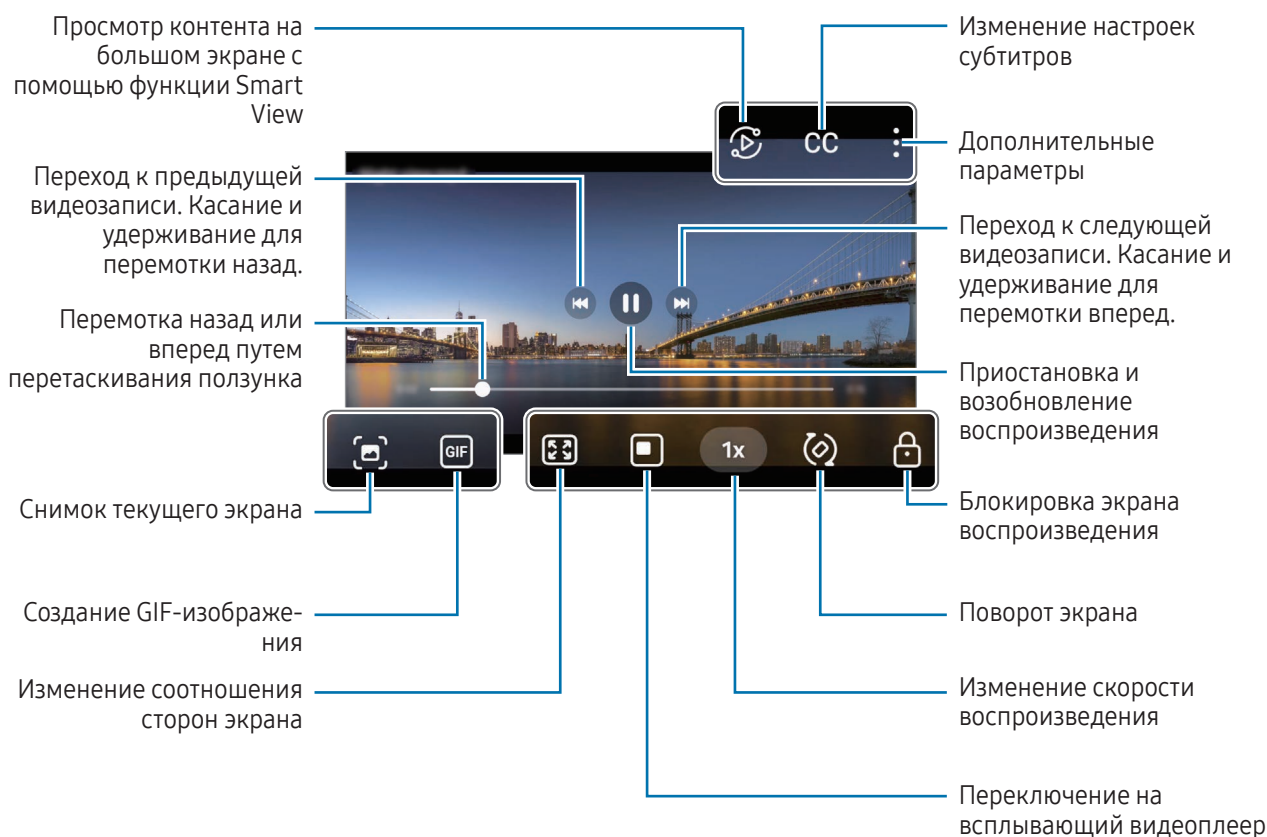 Просмотр контента на
большом экране с
помощью функции Smart
View
Переход к предыдущей
видеозаписи. Касание и
удерживание для
перемотки назад.
Перемотка назад или
вперед путем
перетаскивания ползунка
Снимок текущего экрана
Создание GIF-изображе-
ния
Изменение соотношения
сторон экрана
CC
GIF
1x
Изменение настроек
субтитров
Дополнительные
параметры
Переход к следующей
видеозаписи. Касание и
удерживание для
перемотки вперед.
Приостановка и
возобновление
воспроизведения
Блокировка экрана
воспроизведения
Поворот экрана
Изменение скорости
воспроизведения
Переключение на
всплывающий видеоплеер